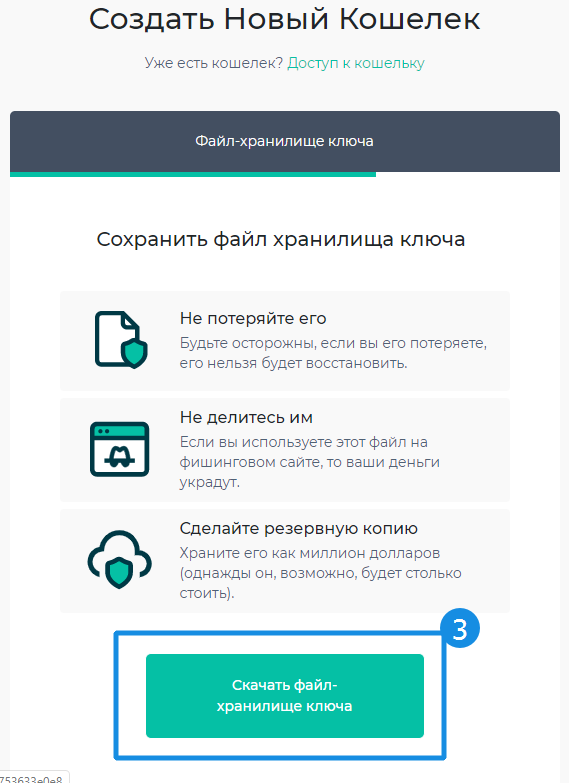 Создать Новый Кошелек
Уже есть кошелек? Доступ к кошельку
Файл-хранилище ключа
Сохранить файл хранилища ключа
Не потеряйте его
Будьте осторожны, если вы его потеряете,
его нельзя будет восстановить.
Не делитесь им
Если вы используете этот файл на
фишинговом сайте, то ваши деньги
украдут.
Сделайте резервную копию
Храните его как миллион долларов
(однажды он, возможно, будет столько
стоить).
3
Скачать файл-
хранилище ключа
753633e0e8